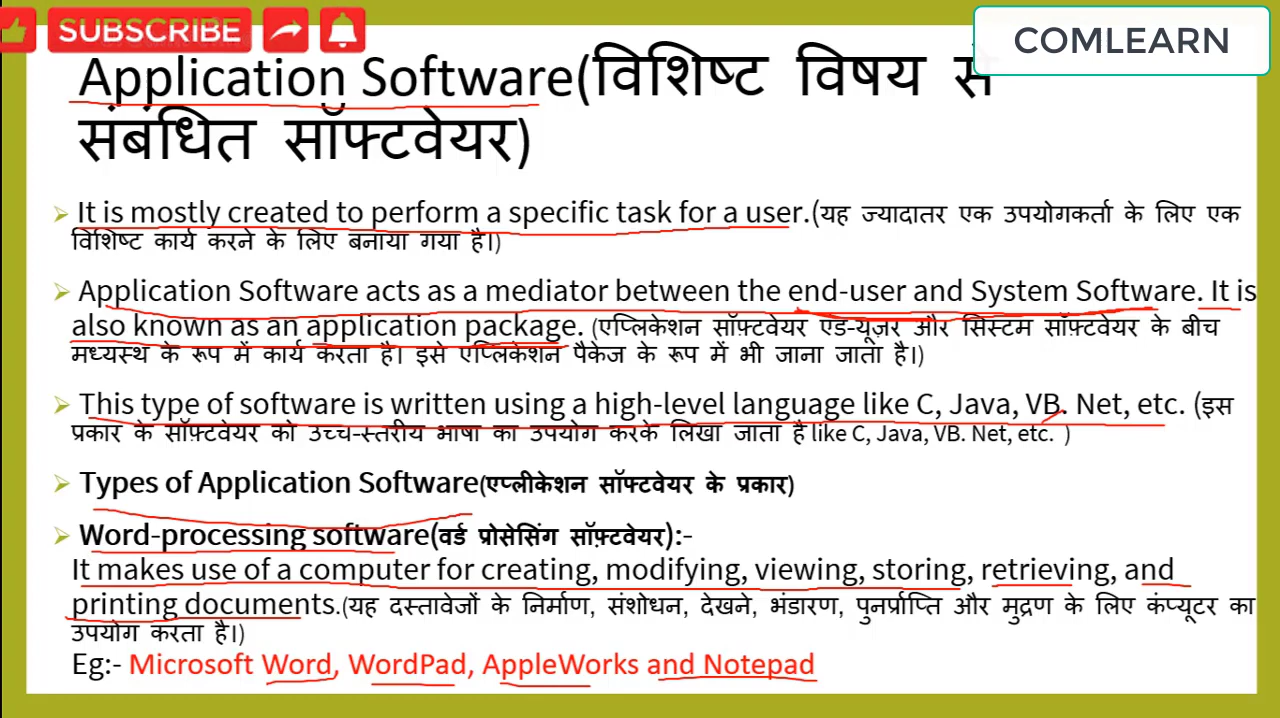 SUBSCRIBE
COMLEARN
Application Software(विशिष्ट विषय से
संबंधित सॉफ्टवेयर)
It is mostly created to perform a specific task for a user.(यह ज्यादातर एक उपयोगकर्ता के लिए एक
विशिष्ट कार्य करने के लिए बनाया गया है।)
Application Software acts as a mediator between the end-user and System Software. It is
also known as an application package. (एप्लिकेशन सॉफ़्टवेयर एंड-यूज़र और सिस्टम सॉफ़्टवेयर के बीच
मध्यस्थ के रूप में कार्य करता है। इसे एप्लिकेशन पैकेज के रूप में भी जाना जाता है।)
This type of software is written using a high-level language like C, Java, VB. Net, etc. (इस
प्रकार के सॉफ़्टवेयर को उच्च-स्तरीय भाषा का उपयोग करके लिखा जाता है like C, Java, VB. Net, etc. )
Types of Application Software(एप्लीकेशन सॉफ्टवेयर के प्रकार)
Word-processing software(वर्ड प्रोसेसिंग सॉफ़्टवेयर):-
It makes use of a computer for creating, modifying, viewing, storing, retrieving, and
printing documents.(यह दस्तावेजों के निर्माण, संशोधन, देखने, भंडारण, पुनर्प्राप्ति और मुद्रण के लिए कंप्यूटर का
उपयोग करता है।)
Eg:- Microsoft Word, WordPad, AppleWorks and Notepad